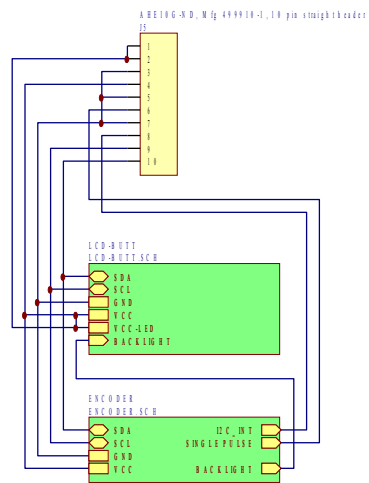 AHE10G-ND, Mfg 499910-1, 10 pin straight header
J5
1
2
3
4
5
6
7
8
9
10
LCD-BUTT
LCD-BUTT.SCH
SDA
SCL
GND
VCC
VCC-LED
BACKLIGHT
ENCODER
ENCODER.SCH
SDA I2C_INT
SCL SINGLEPULSE
GND
VCC BACKLIGHT